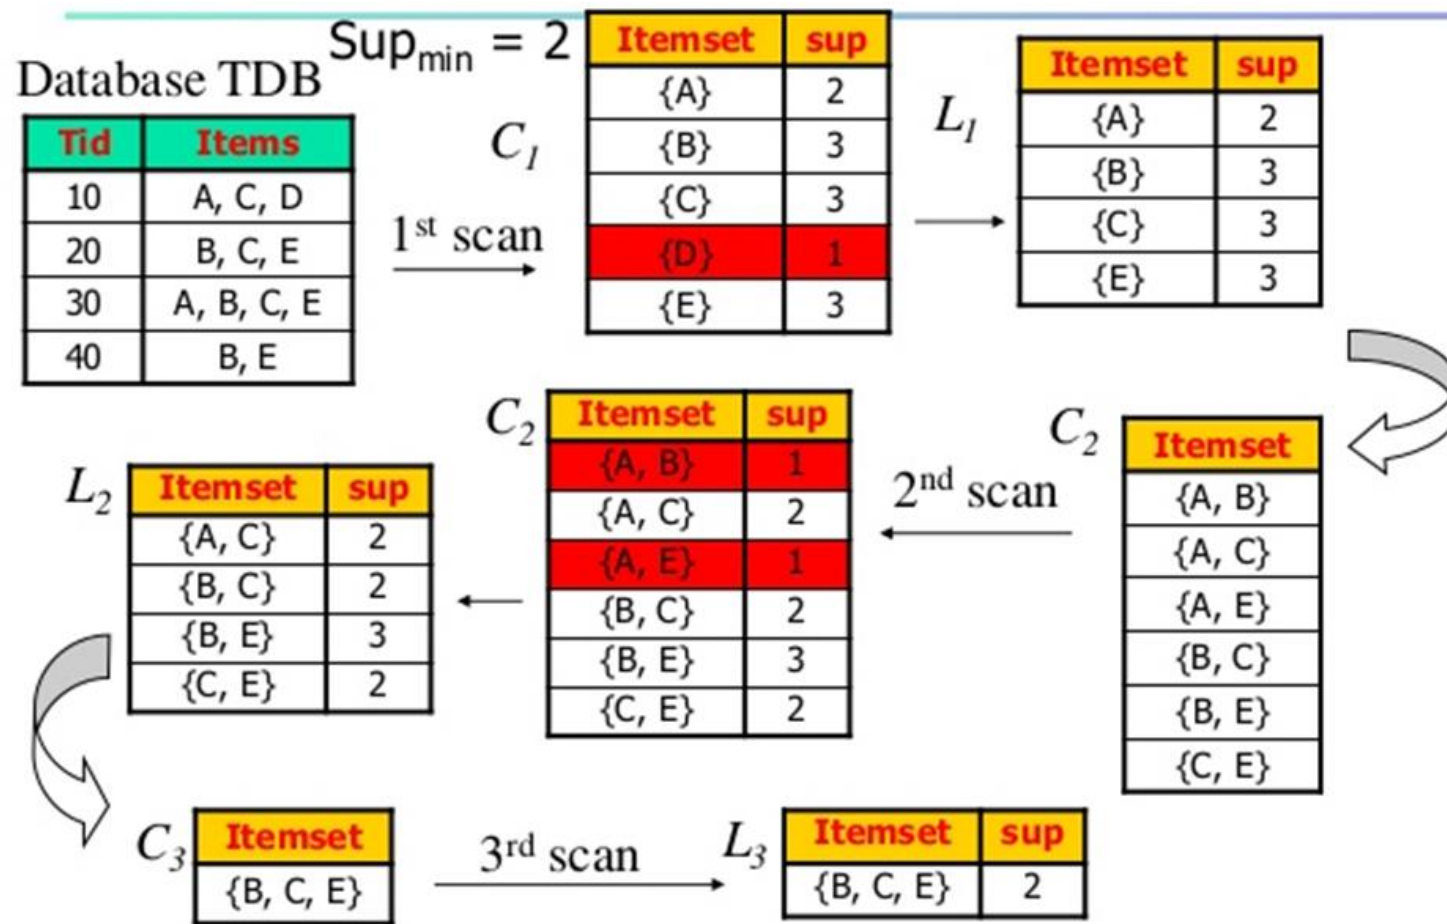 Sup_min = 2
Database TDB
Tid Items
10 A, C, D
20 B, C, E
30 A, B, C, E
40 B, E
1st scan
C1
Itemset sup
{A} 2
{B} 3
{C} 3
{D} 1
{E} 3
L1
Itemset sup
{A} 2
{B} 3
{C} 3
{E} 3
C2
Itemset
{A, B}
{A, C}
{A, E}
{B, C}
{B, E}
{C, E}
2nd scan
C2
Itemset sup
{A, B} 1
{A, C} 2
{A, E} 1
{B, C} 2
{B, E} 3
{C, E} 2
L2
Itemset sup
{A, C} 2
{B, C} 2
{B, E} 3
{C, E} 2
C3
Itemset
{B, C, E}
3rd scan
L3
Itemset sup
{B, C, E} 2